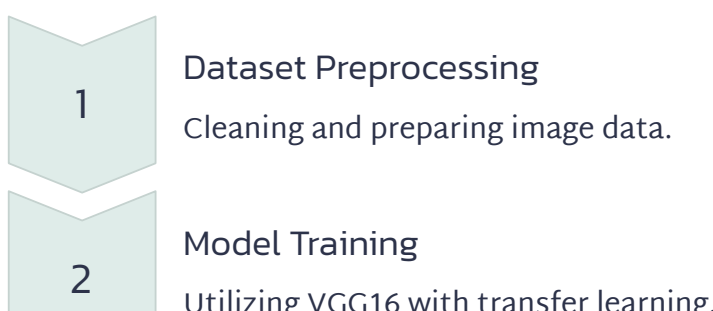 1
Dataset Preprocessing
Cleaning and preparing image data.
2
Model Training
Utilizing VGG16 with transfer learning.